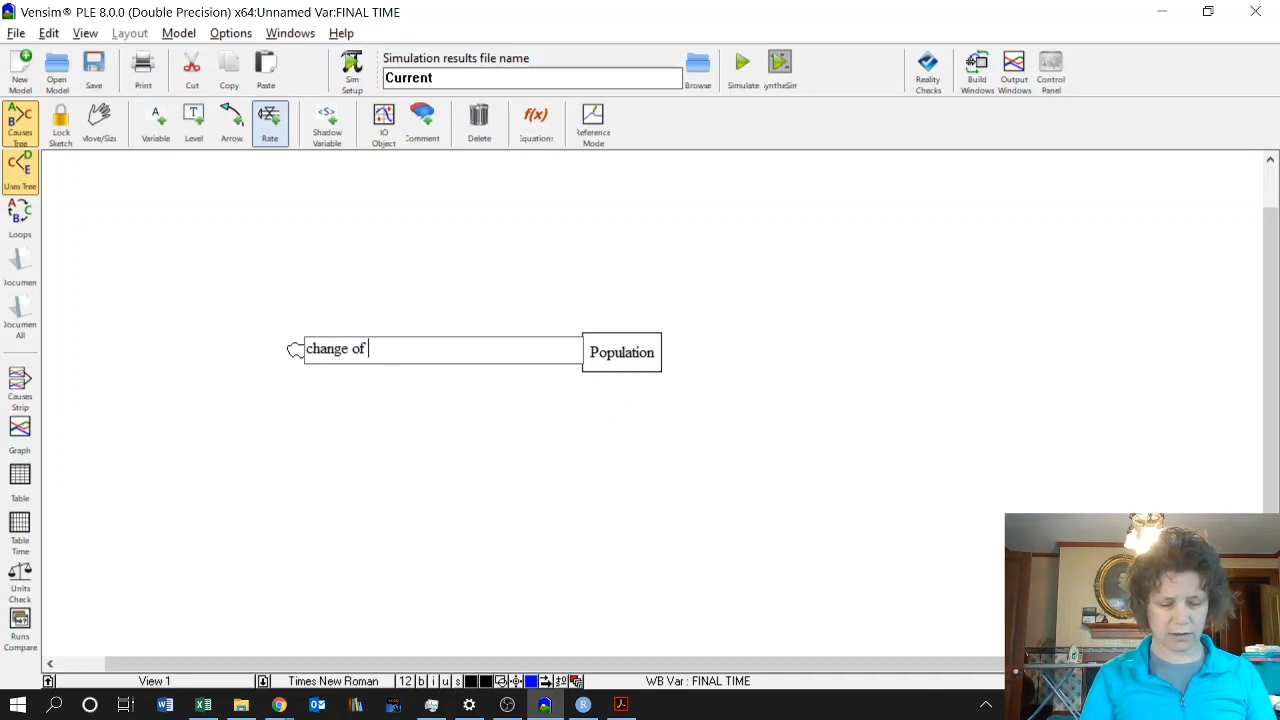 Vensim® PLE 8.0.0 (Double Precision) x64:Unnamed Var:FINAL TIME
File Edit View Layout Model Options Windows Help
New Model
Open Model
Save
Print
Cut
Copy
Paste
Sim Setup
Simulation results file name
Current
Browse
Simulate
SyntheSim
Reality Checks
Build Windows
Output Windows
Control Panel
Causes Tree
Lock Sketch
Move/Size
Variable
Level
Arrow
Rate
Shadow Variable
IO Object
Comment
Delete
Equations
Reference Mode
Uses Tree
Loops
Documen
Documen All
Causes Strip
Graph
Table
Table Time
Units Check
Runs Compare
change of
Population
View 1
Times New Roma 12 b i u s
WB Var : FINAL TIME